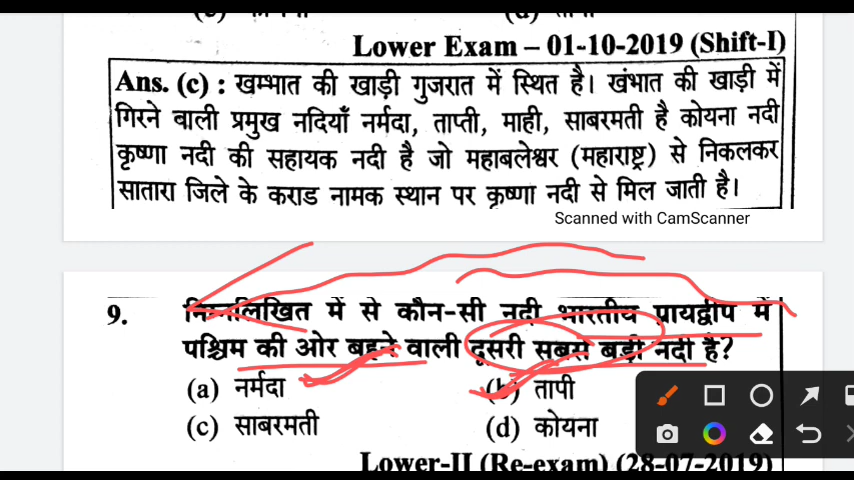 Lower Exam – 01-10-2019 (Shift-I)
Ans. (c) : खम्भात की खाड़ी गुजरात में स्थित है। खंभात की खाड़ी में
गिरने वाली प्रमुख नदियाँ नर्मदा, ताप्ती, माही, साबरमती है कोयना नदी
कृष्णा नदी की सहायक नदी है जो महाबलेश्वर (महाराष्ट्र) से निकलकर
सातारा जिले के कराड नामक स्थान पर कृष्णा नदी से मिल जाती है।
Scanned with CamScanner
9. निम्नलिखित में से कौन-सी नदी भारतीय प्रायद्वीप में
पश्चिम की ओर बहने वाली दूसरी सबसे बड़ी नदी है?
(a) नर्मदा (b) तापी
(c) साबरमती (d) कोयना
Lower-II (Re-exam) (28-07-2019)